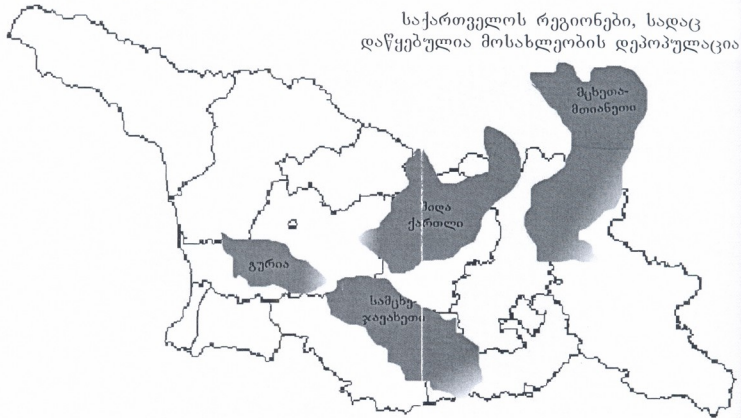 საქართველოს რეგიონები, სადაც
დაწყებულია მოსახლეობის დეპოპულაცია
მცხეთა-
მთიანეთი
შიდა
ქართლი
გურია
სამცხე-
ჯავახეთი